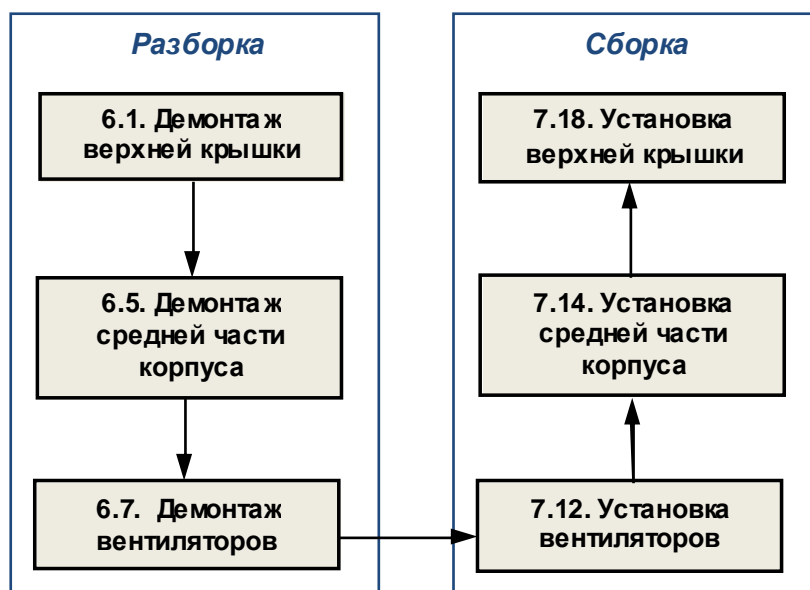 Разборка
6.1. Демонтаж
верхней крышки
6.5. Демонтаж
средней части
корпуса
6.7. Демонтаж
вентиляторов
Сборка
7.18. Установка
верхней крышки
7.14. Установка
средней части
корпуса
7.12. Установка
вентиляторов